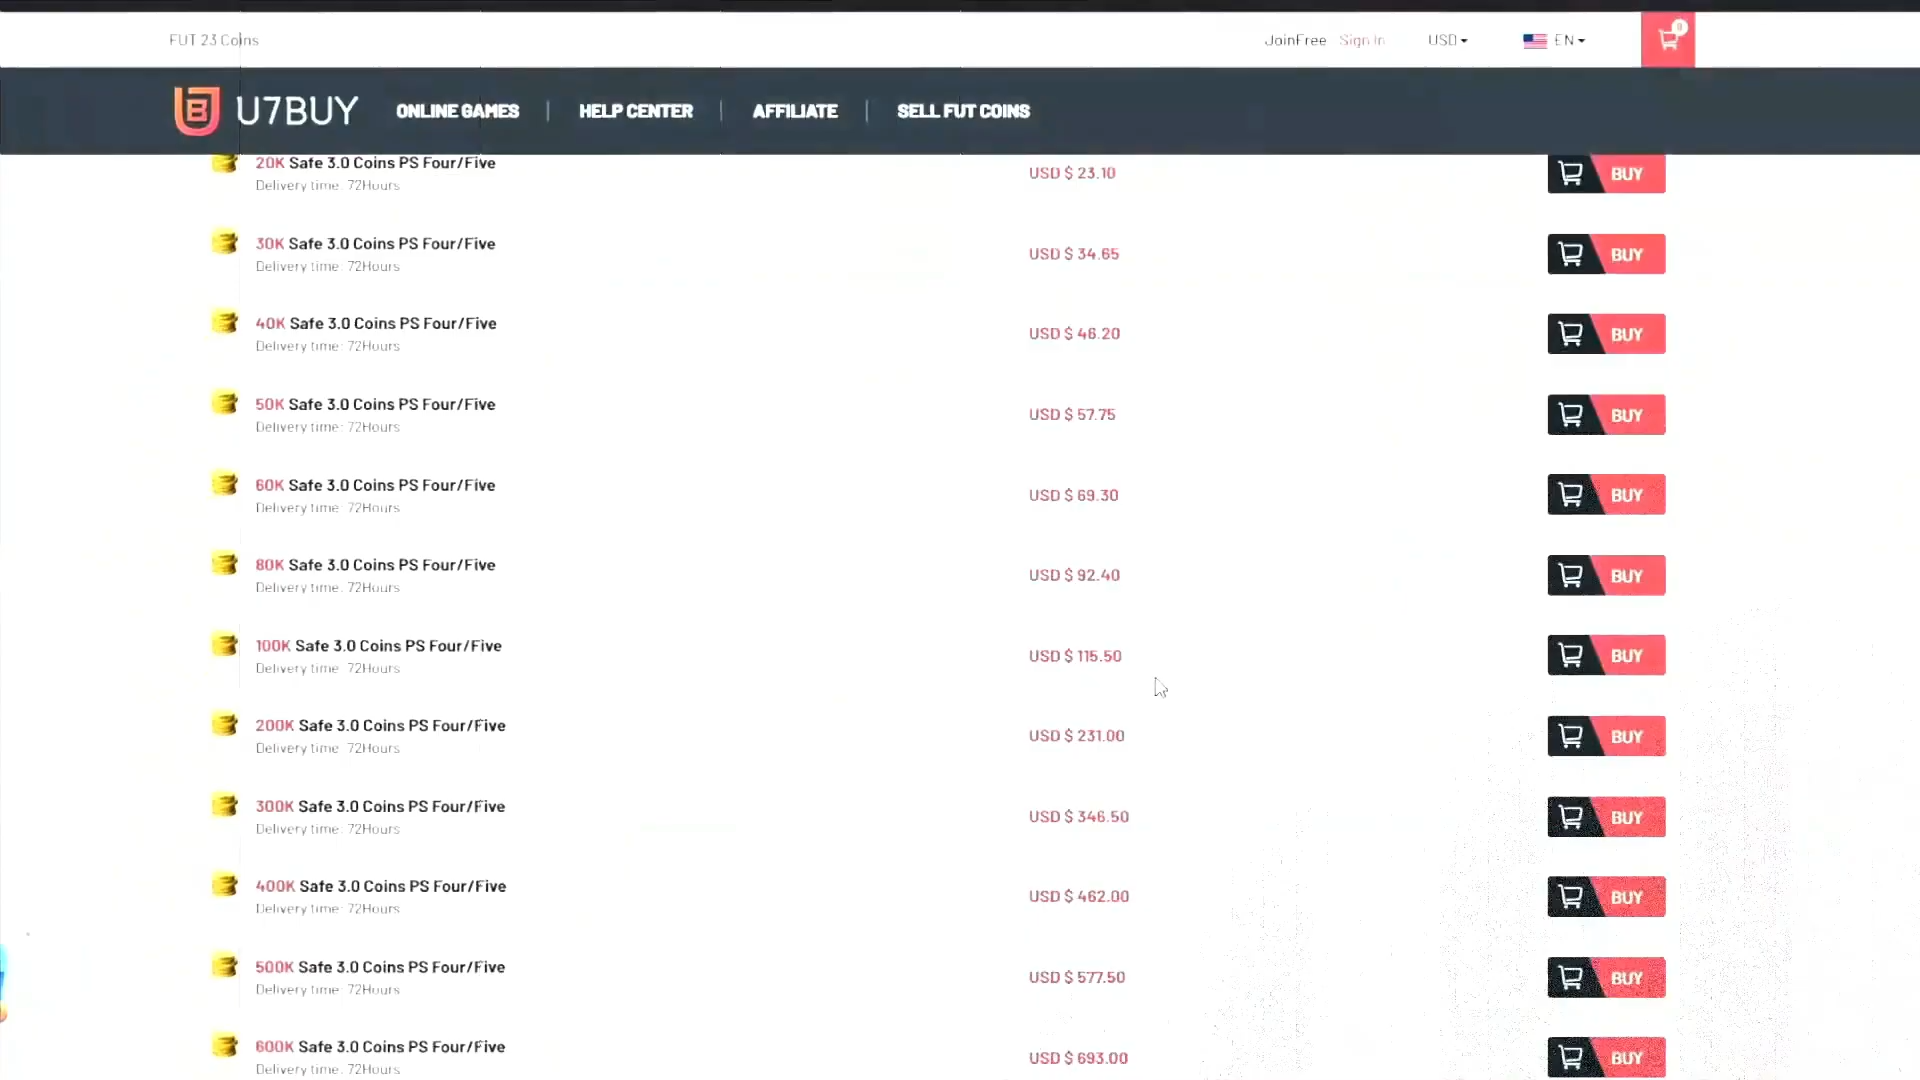 FUT 23 Coins
JoinFree Sign In USD EN 0
U7BUY ONLINE GAMES | HELP CENTER | AFFILIATE | SELL FUT COINS
20K Safe 3.0 Coins PS Four/Five
Delivery time: 72Hours
USD $ 23.10
BUY
30K Safe 3.0 Coins PS Four/Five
Delivery time: 72Hours
USD $ 34.65
BUY
40K Safe 3.0 Coins PS Four/Five
Delivery time: 72Hours
USD $ 46.20
BUY
50K Safe 3.0 Coins PS Four/Five
Delivery time: 72Hours
USD $ 57.75
BUY
60K Safe 3.0 Coins PS Four/Five
Delivery time: 72Hours
USD $ 69.30
BUY
80K Safe 3.0 Coins PS Four/Five
Delivery time: 72Hours
USD $ 92.40
BUY
100K Safe 3.0 Coins PS Four/Five
Delivery time: 72Hours
USD $ 115.50
BUY
200K Safe 3.0 Coins PS Four/Five
Delivery time: 72Hours
USD $ 231.00
BUY
300K Safe 3.0 Coins PS Four/Five
Delivery time: 72Hours
USD $ 346.50
BUY
400K Safe 3.0 Coins PS Four/Five
Delivery time: 72Hours
USD $ 462.00
BUY
500K Safe 3.0 Coins PS Four/Five
Delivery time: 72Hours
USD $ 577.50
BUY
600K Safe 3.0 Coins PS Four/Five
Delivery time: 72Hours
USD $ 693.00
BUY